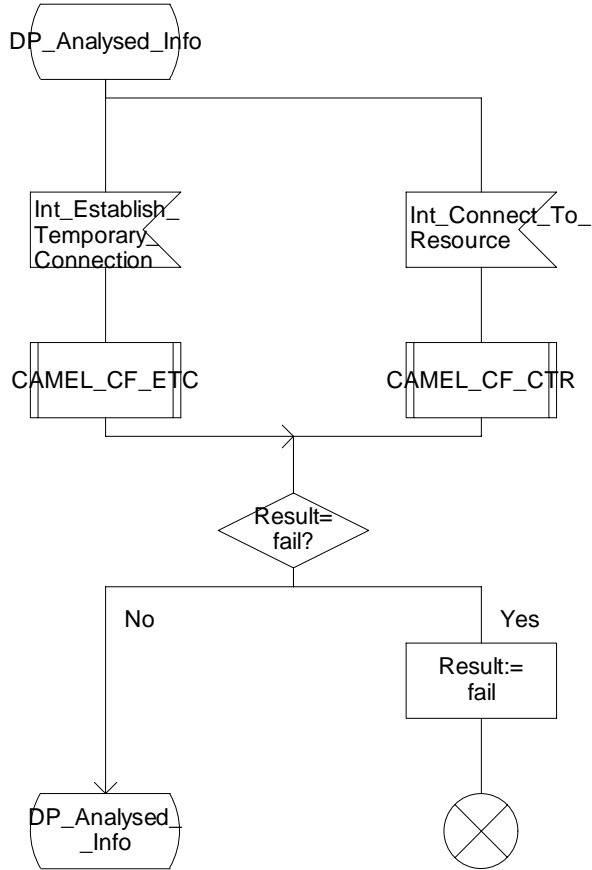 DP_Analysed_Info
Int_Establish_
Temporary_
Connection
Int_Connect_To_
Resource
CAMEL_CF_ETC
CAMEL_CF_CTR
Result=
fail?
No
Yes
Result:=
fail
DP_Analysed_
_Info